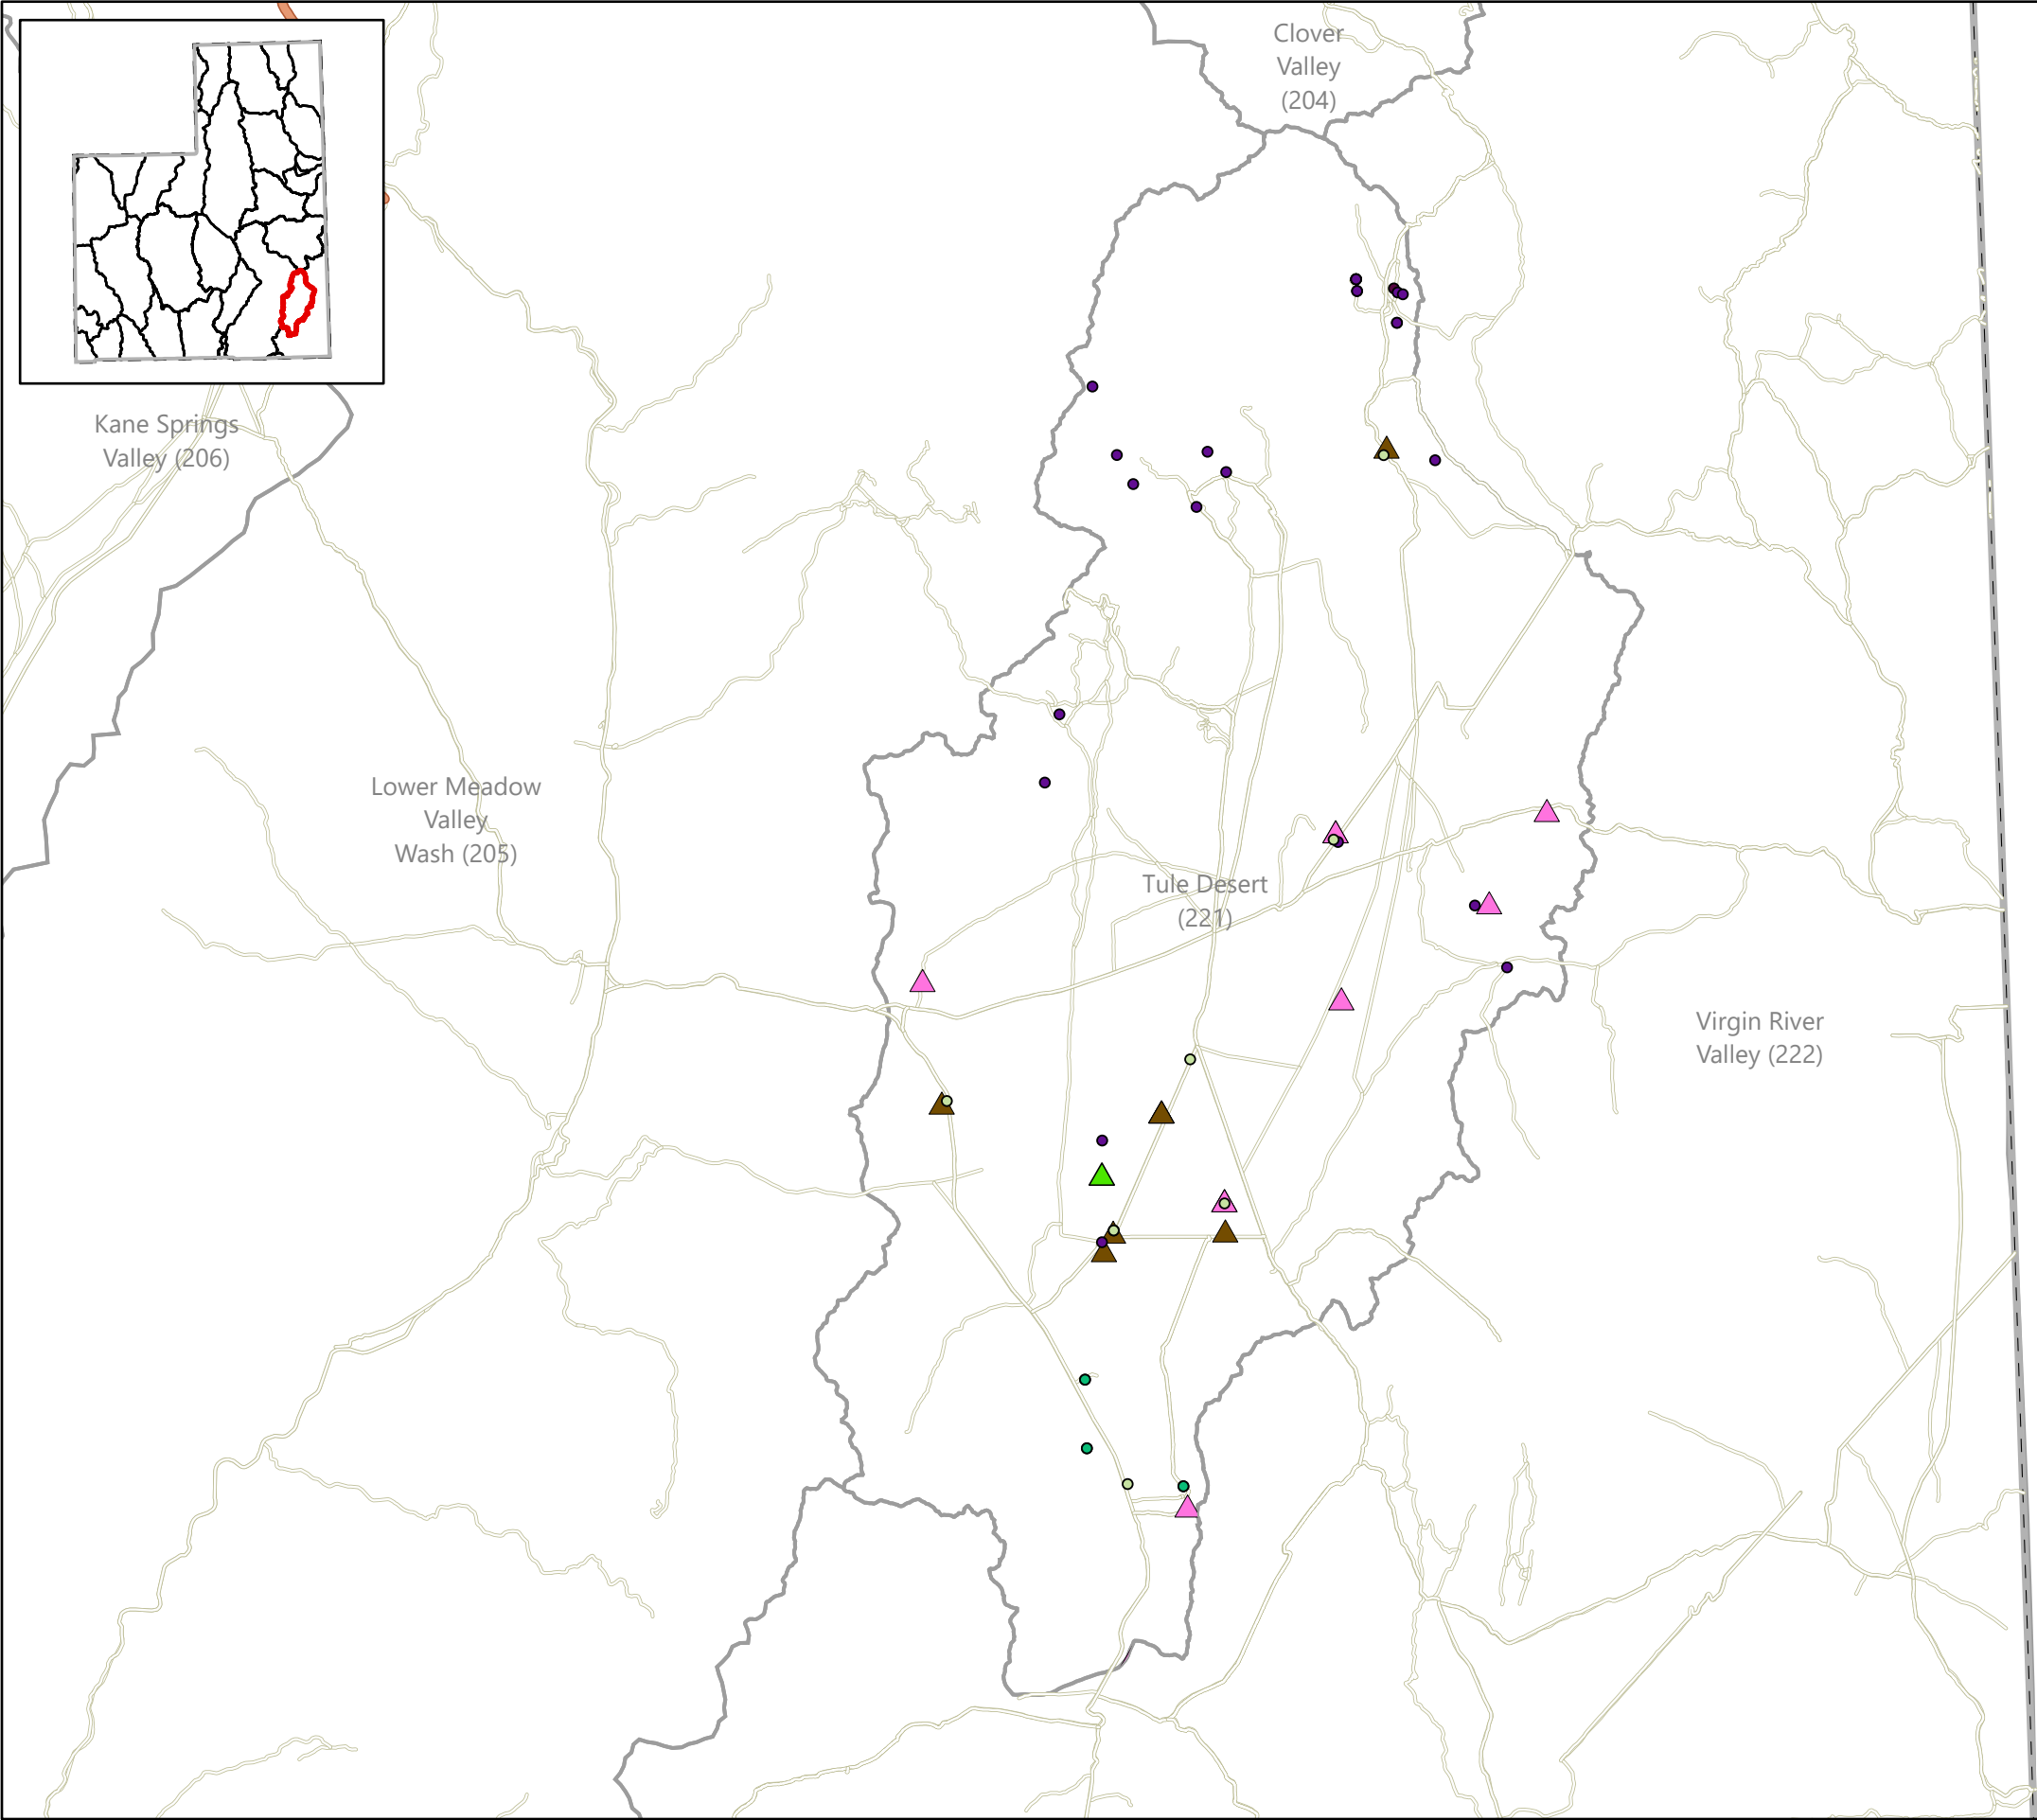 Clover
Valley
(204)
Kane Springs
Valley (206)
Lower Meadow
Valley
Wash (205)
Tule Desert
(221)
Virgin River
Valley (222)